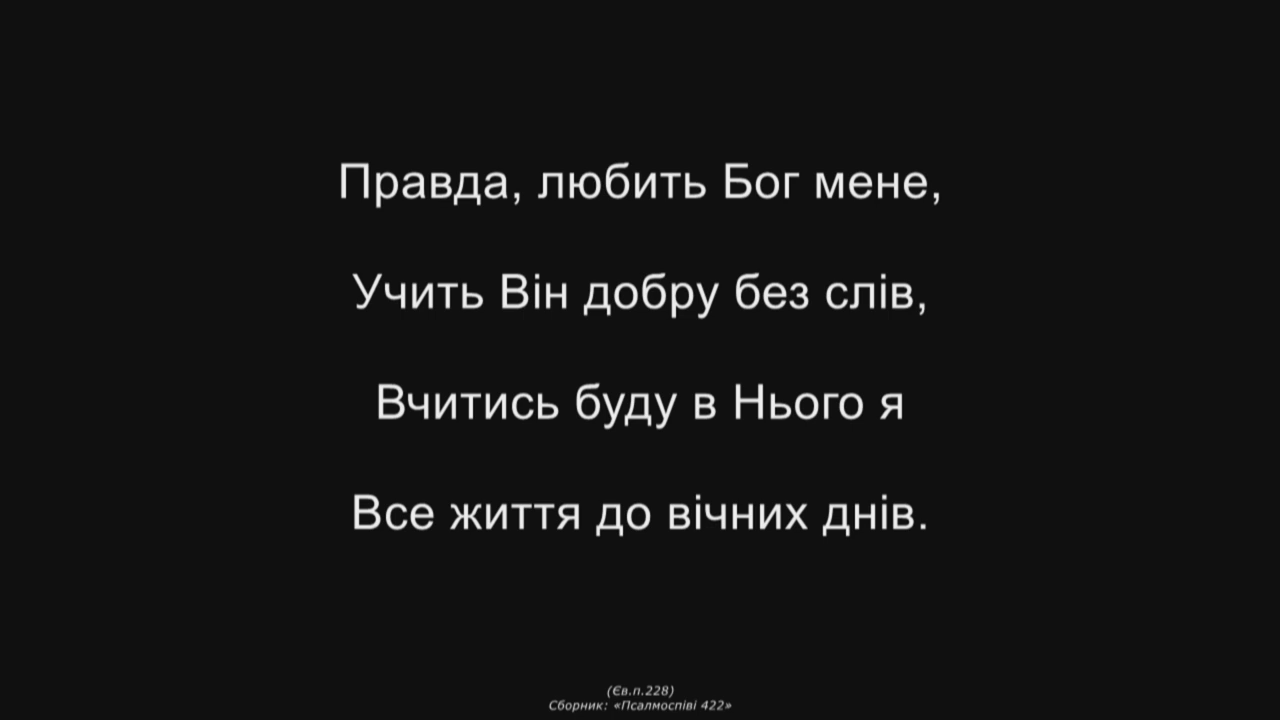 Правда, любить Бог мене,
Учить Він добру без слів,
Вчитись буду в Нього я
Все життя до вічних днів.
(Єв.п.228)
Сборник: «Псалмоспіві 422»